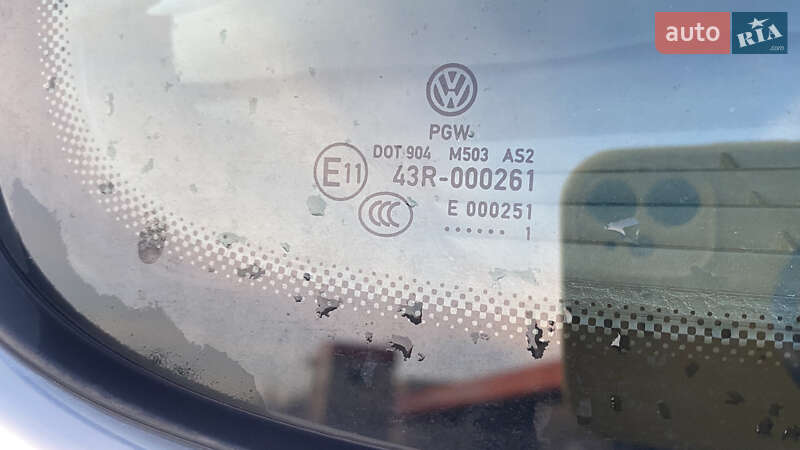 auto RIA
.com
VW
PGW
DOT 904 M503 AS2
E11 43R-000261
CCC E 000251
...... 1